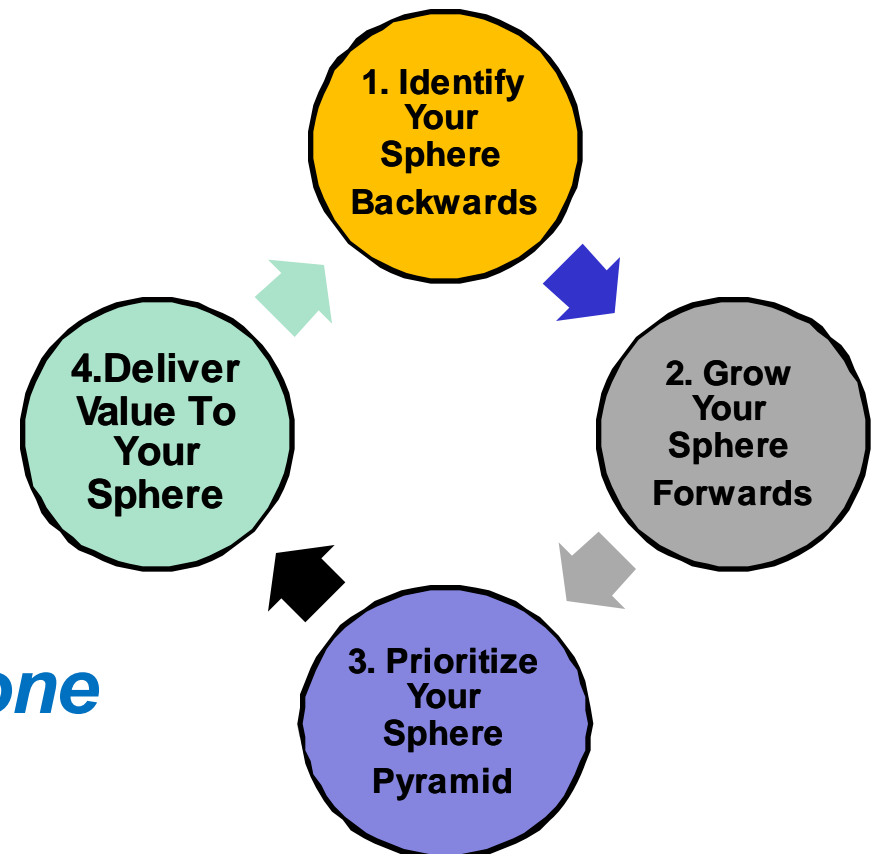 1. Identify
Your
Sphere
Backwards
2. Grow
Your
Sphere
Forwards
3. Prioritize
Your
Sphere
Pyramid
4.Deliver
Value To
Your
Sphere
one